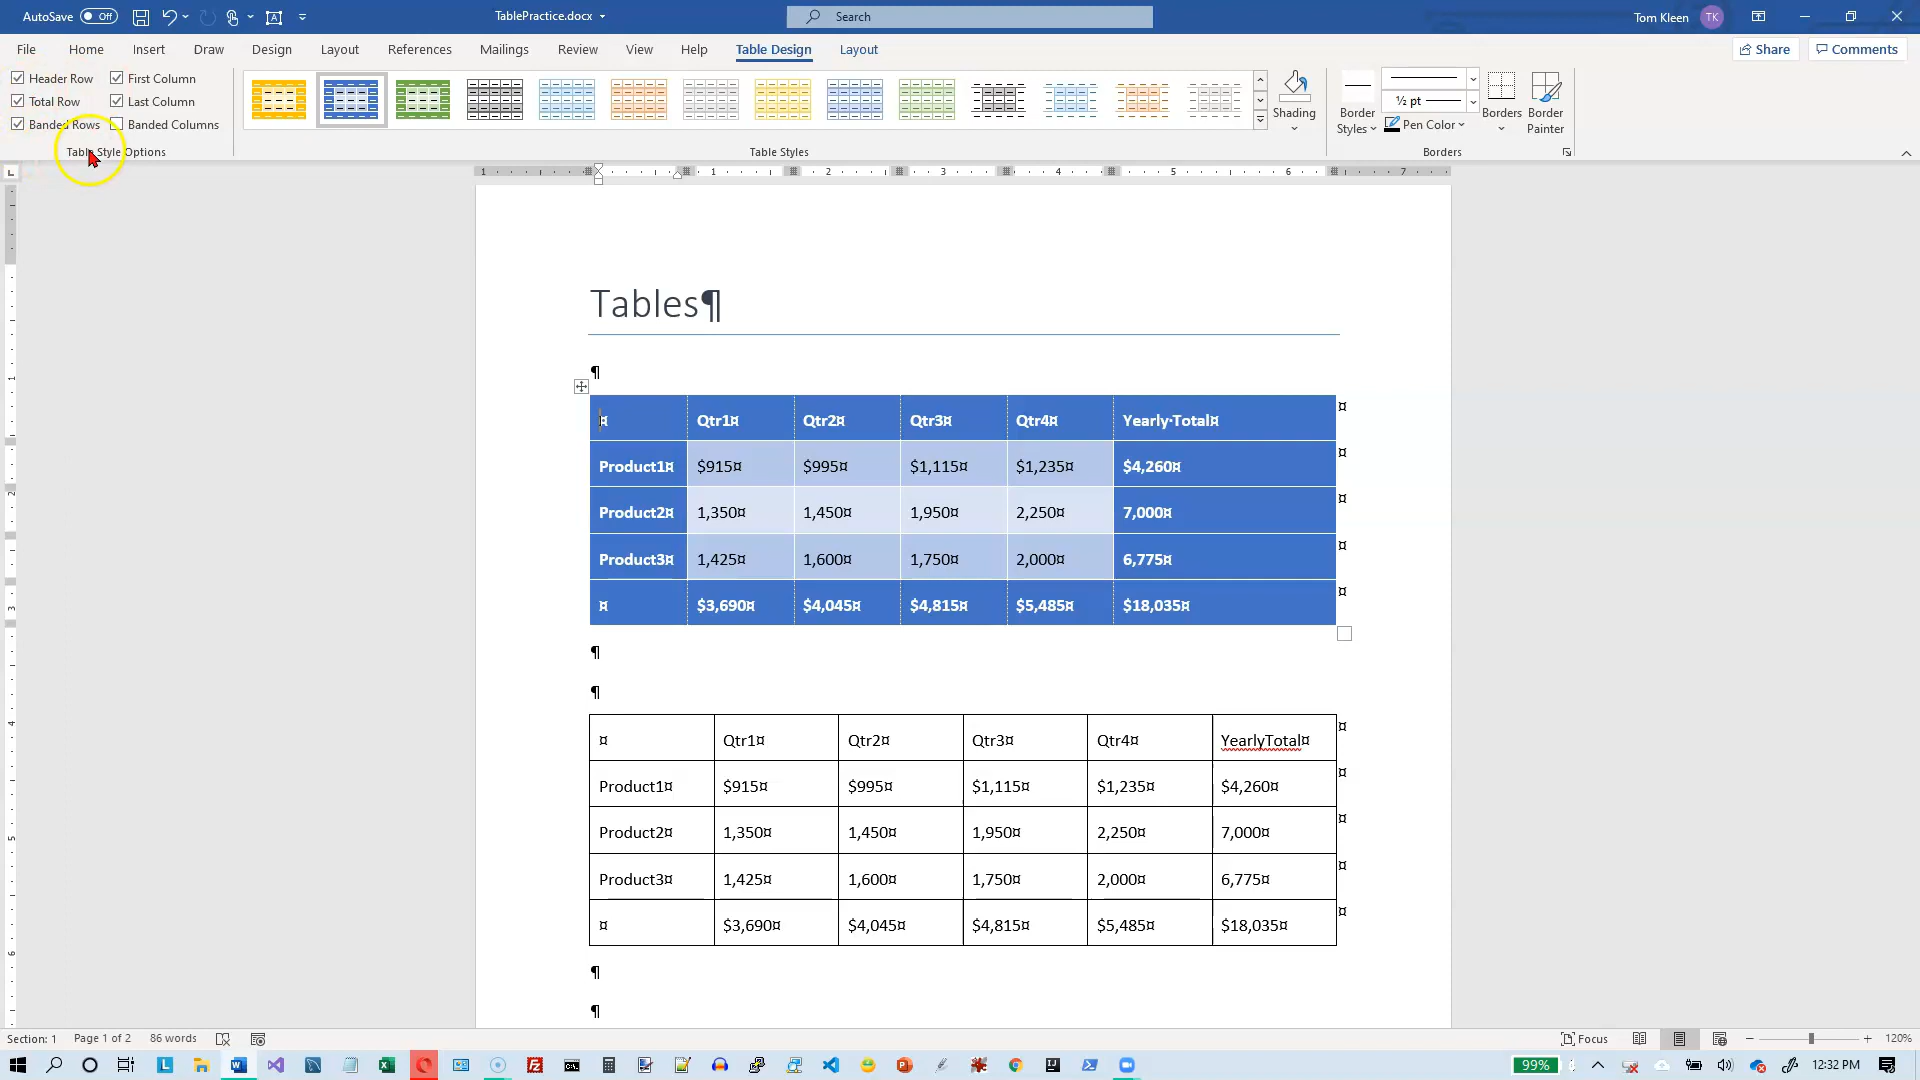 AutoSave Off
TablePractice.docx
Search
Tom Kleen TK
File Home Insert Draw Design Layout References Mailings Review View Help Table Design Layout
Share Comments
Header Row First Column
Total Row Last Column
Banded Rows Banded Columns
Table Style Options
Table Styles
Shading
Border Styles
½ pt
Pen Color
Borders
Border Painter
Borders
1 1 2 3 4 5 6 7
Tables¶
¶
¤ Qtr1¤ Qtr2¤ Qtr3¤ Qtr4¤ Yearly·Total¤ ¤
Product1¤ $915¤ $995¤ $1,115¤ $1,235¤ $4,260¤ ¤
Product2¤ 1,350¤ 1,450¤ 1,950¤ 2,250¤ 7,000¤ ¤
Product3¤ 1,425¤ 1,600¤ 1,750¤ 2,000¤ 6,775¤ ¤
¤ $3,690¤ $4,045¤ $4,815¤ $5,485¤ $18,035¤ ¤
¶
¶
¤ Qtr1¤ Qtr2¤ Qtr3¤ Qtr4¤ YearlyTotal¤ ¤
Product1¤ $915¤ $995¤ $1,115¤ $1,235¤ $4,260¤ ¤
Product2¤ 1,350¤ 1,450¤ 1,950¤ 2,250¤ 7,000¤ ¤
Product3¤ 1,425¤ 1,600¤ 1,750¤ 2,000¤ 6,775¤ ¤
¤ $3,690¤ $4,045¤ $4,815¤ $5,485¤ $18,035¤ ¤
¶
¶
Section: 1 Page 1 of 2 86 words
Focus
120%
99%
12:32 PM